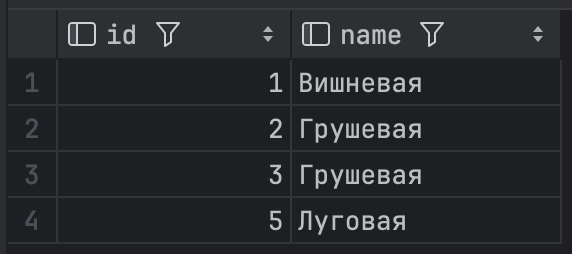 id name
1 1 Вишневая
2 2 Грушевая
3 3 Грушевая
4 5 Луговая